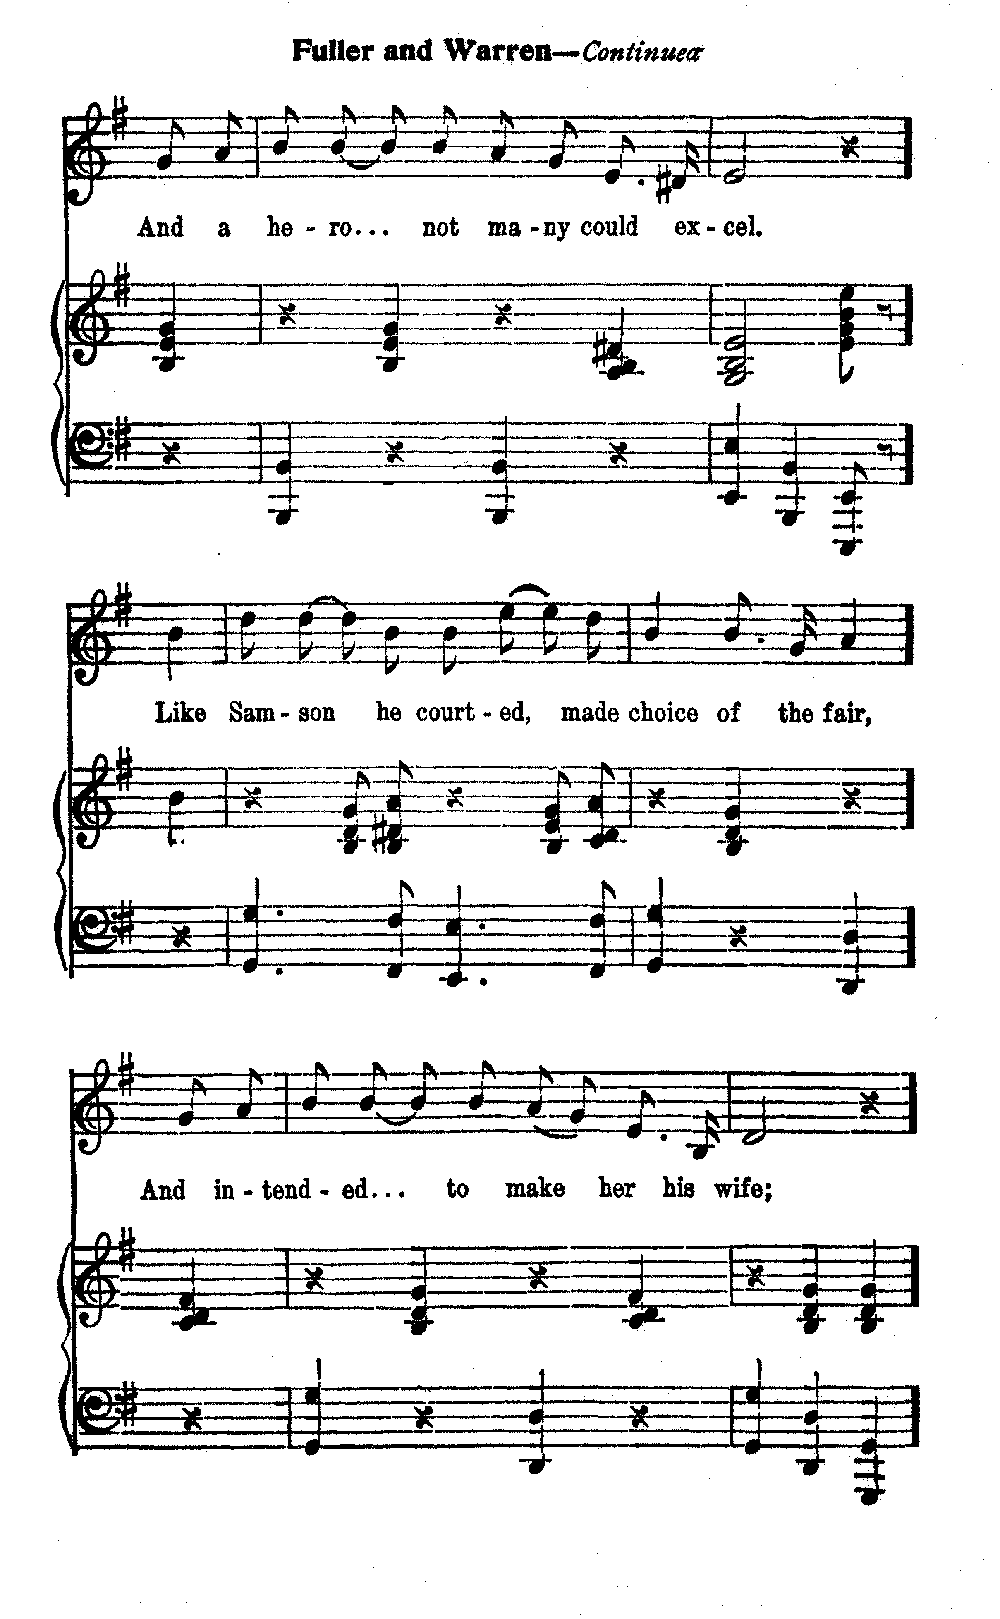 Fuller and Warren—Continued
And a he - ro... not ma - ny could ex - cel.
Like Sam - son he court - ed, made choice of the fair,
And in - tend - ed... to make her his wife;